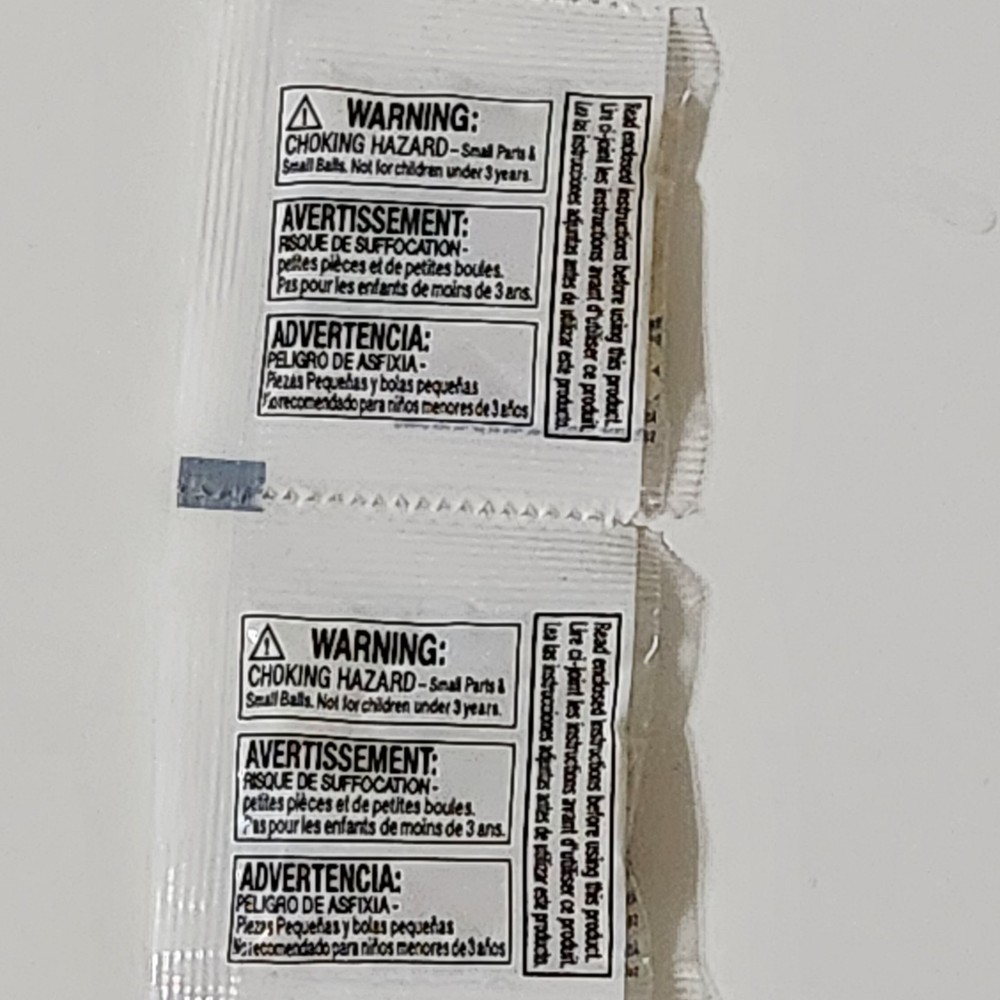 WARNING:
CHOKING HAZARD - Small Parts &
Small Balls. Not for children under 3 years.
AVERTISSEMENT:
RISQUE DE SUFFOCATION -
petites pièces et de petites boules.
Pas pour les enfants de moins de 3 ans.
ADVERTENCIA:
PELIGRO DE ASFIXIA -
Piezas Pequeñas y bolas pequeñas
No recomendado para niños menores de 3 años
Read enclosed instructions before using this product.
Lire ci-joint les instructions avant d'utiliser ce produit.
Lea las instrucciones adjuntas antes de utilizar este producto.
WARNING:
CHOKING HAZARD - Small Parts &
Small Balls. Not for children under 3 years.
AVERTISSEMENT:
RISQUE DE SUFFOCATION -
petites pièces et de petites boules.
Pas pour les enfants de moins de 3 ans.
ADVERTENCIA:
PELIGRO DE ASFIXIA -
Piezas Pequeñas y bolas pequeñas
No recomendado para niños menores de 3 años
Read enclosed instructions before using this product.
Lire ci-joint les instructions avant d'utiliser ce produit.
Lea las instrucciones adjuntas antes de utilizar este producto.